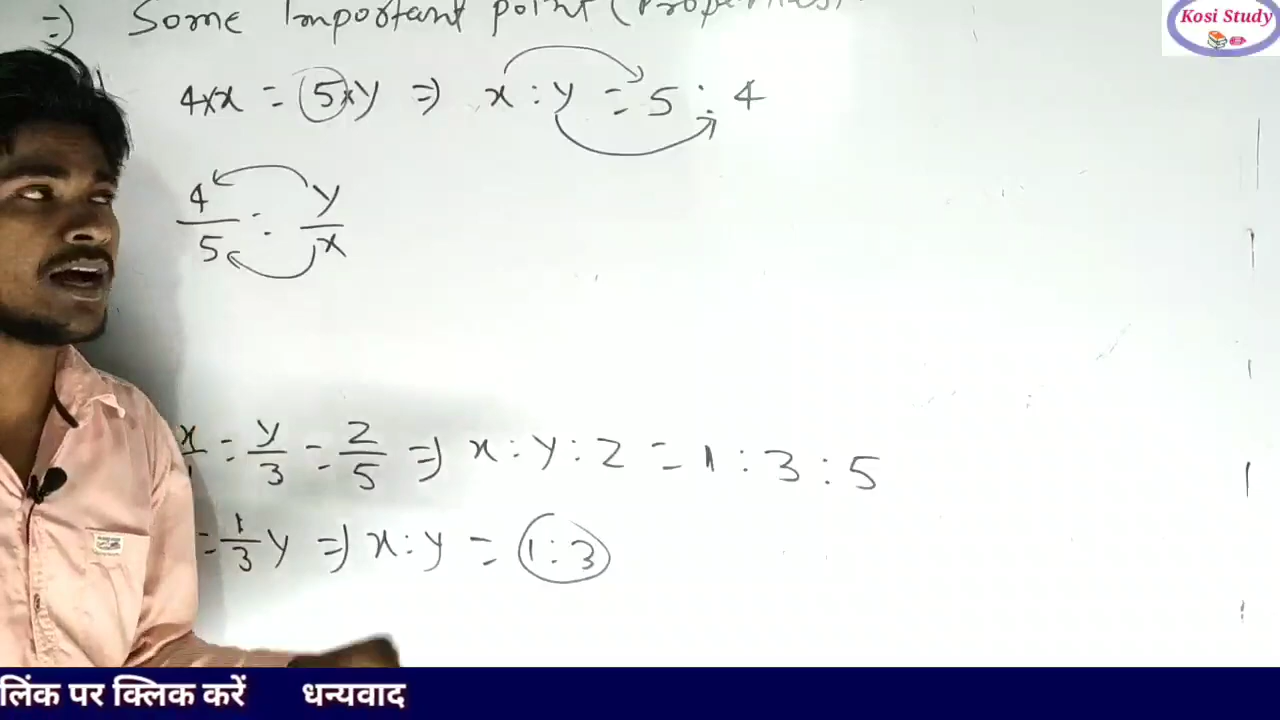 =) Some Important point (Properties)
Kosi Study
4×x = 5×y => x : y = 5 : 4
4/5 = y/x
x/1 = y/3 = z/5 => x : y : z = 1 : 3 : 5
= 1/3 y => x : y = 1 : 3
लिंक पर क्लिक करें धन्यवाद